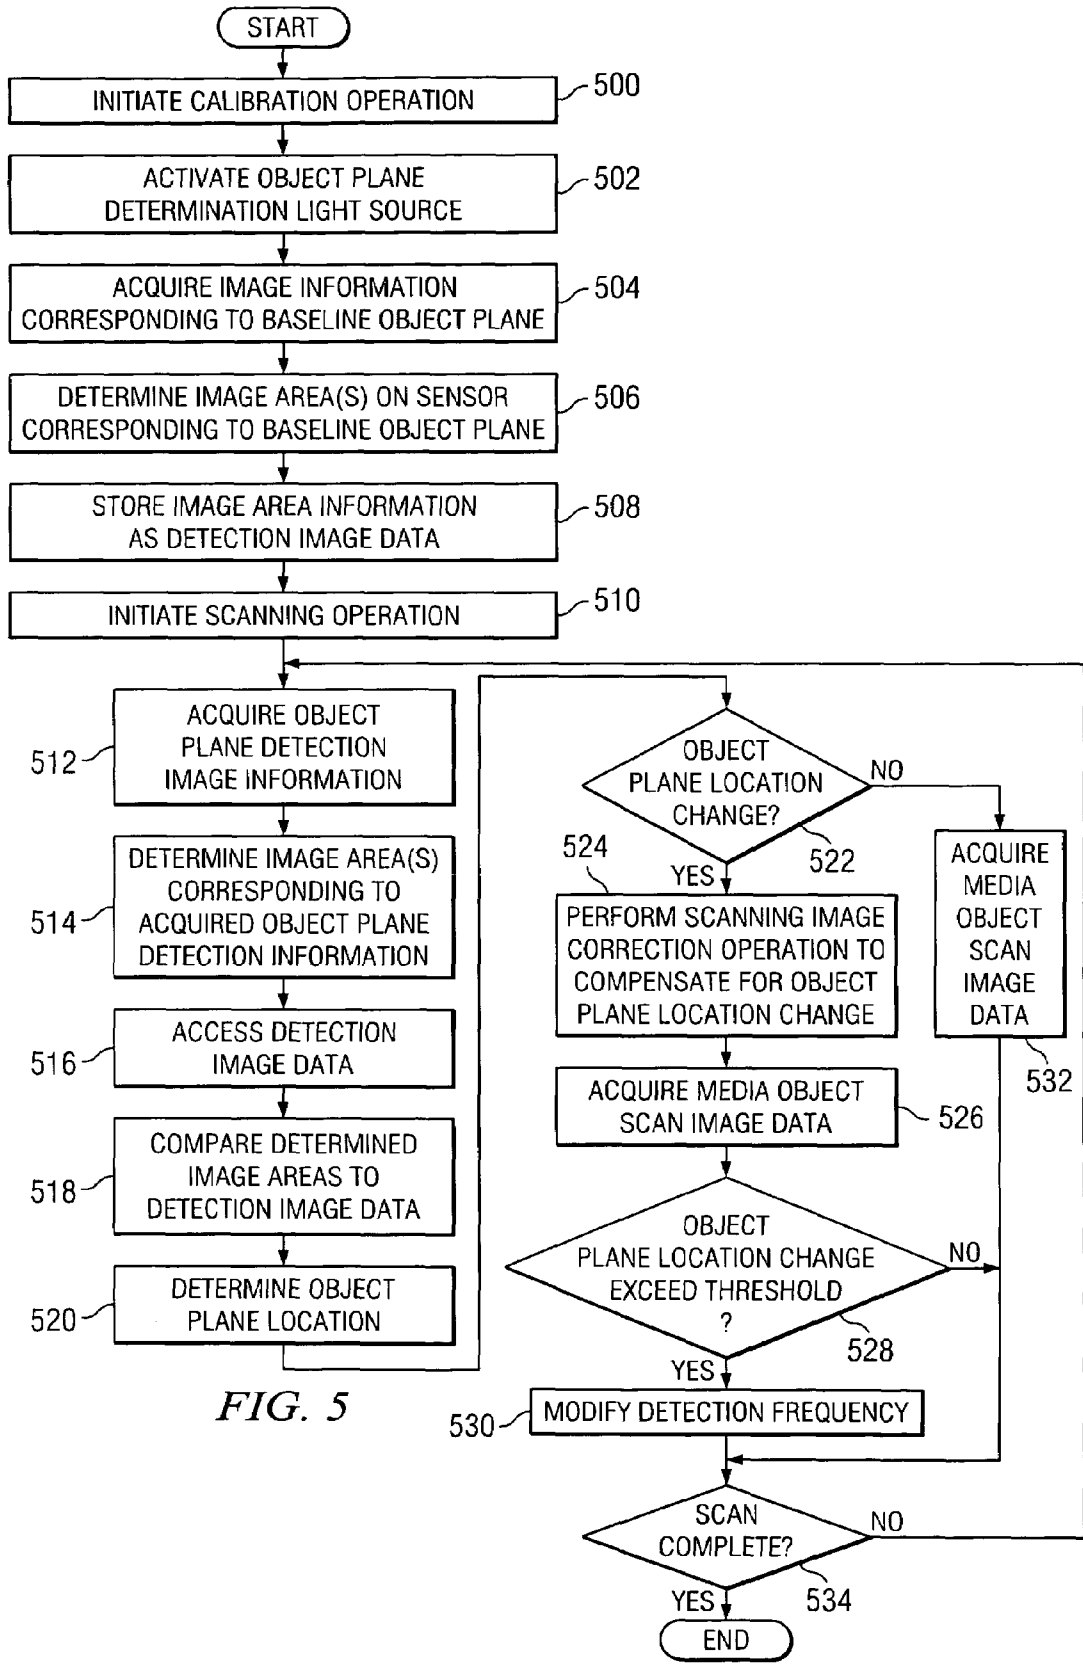 START
INITIATE CALIBRATION OPERATION
500
ACTIVATE OBJECT PLANE
DETERMINATION LIGHT SOURCE
502
ACQUIRE IMAGE INFORMATION
CORRESPONDING TO BASELINE OBJECT PLANE
504
DETERMINE IMAGE AREA(S) ON SENSOR
CORRESPONDING TO BASELINE OBJECT PLANE
506
STORE IMAGE AREA INFORMATION
AS DETECTION IMAGE DATA
508
INITIATE SCANNING OPERATION
510
ACQUIRE OBJECT
PLANE DETECTION
IMAGE INFORMATION
512
DETERMINE IMAGE AREA(S)
CORRESPONDING TO
ACQUIRED OBJECT PLANE
DETECTION INFORMATION
514
ACCESS DETECTION
IMAGE DATA
516
COMPARE DETERMINED
IMAGE AREAS TO
DETECTION IMAGE DATA
518
DETERMINE OBJECT
PLANE LOCATION
520
FIG. 5
OBJECT
PLANE LOCATION
CHANGE?
NO
522
YES
524
PERFORM SCANNING IMAGE
CORRECTION OPERATION TO
COMPENSATE FOR OBJECT
PLANE LOCATION CHANGE
ACQUIRE
MEDIA
OBJECT
SCAN
IMAGE
DATA
532
ACQUIRE MEDIA OBJECT
SCAN IMAGE DATA
526
OBJECT
PLANE LOCATION CHANGE
EXCEED THRESHOLD
?
NO
528
YES
MODIFY DETECTION FREQUENCY
530
SCAN
COMPLETE?
NO
534
YES
END